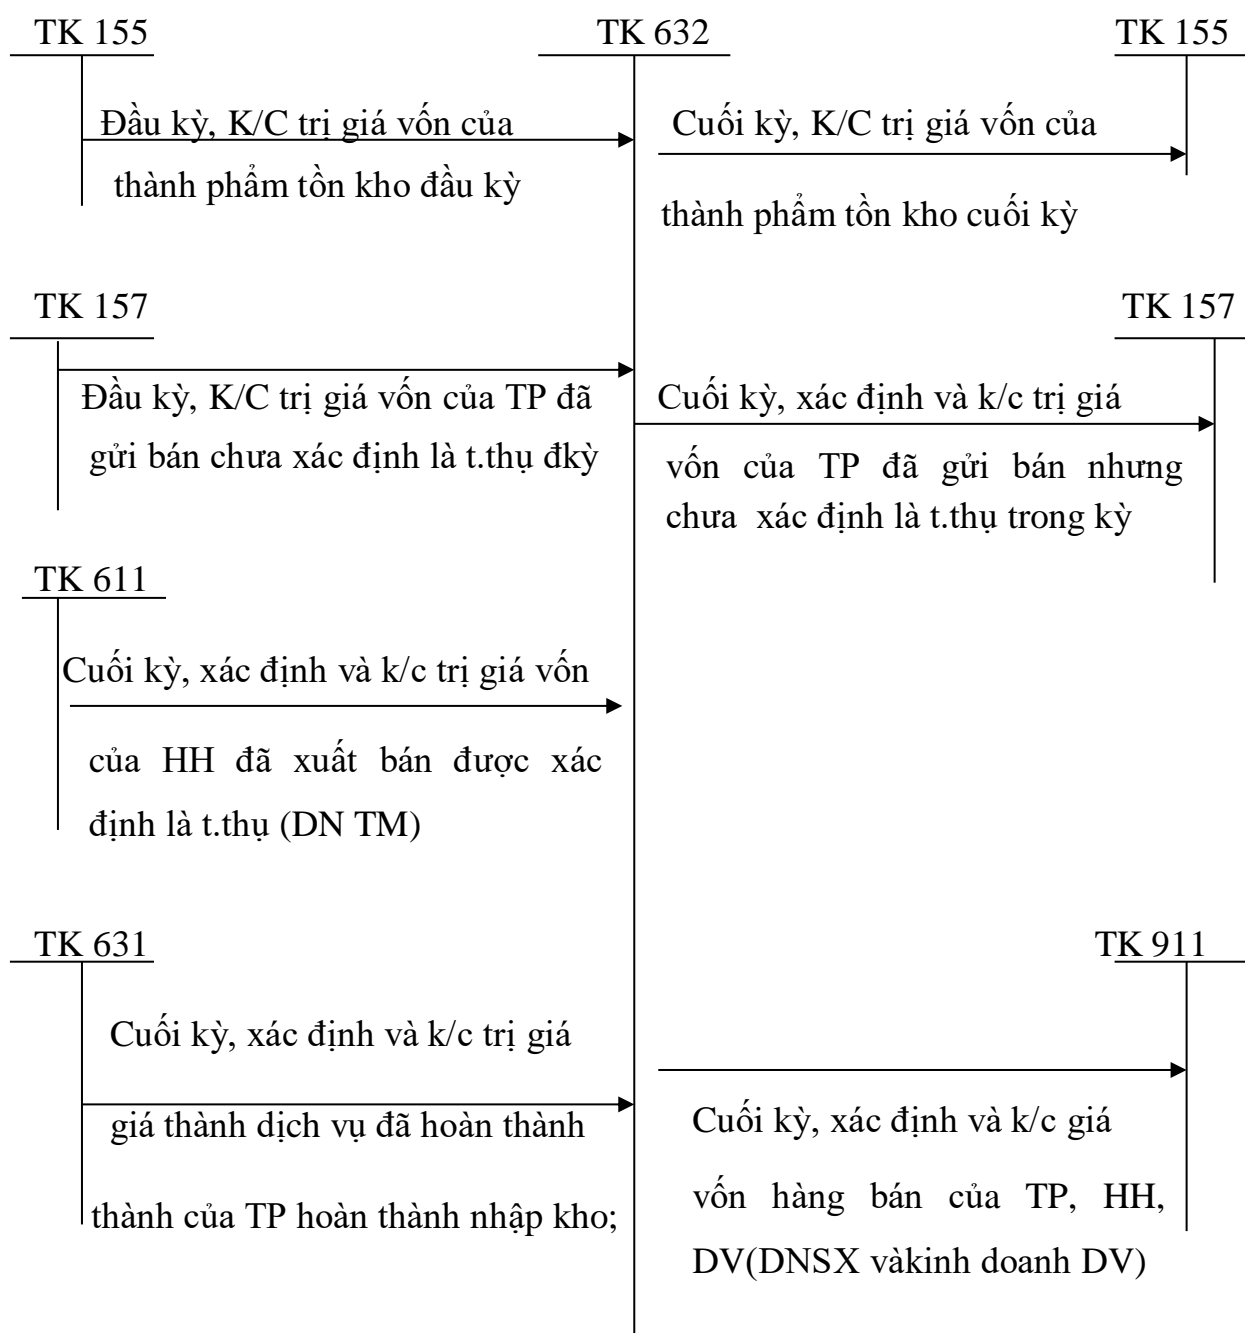 TK 155
TK 632
TK 155
Đầu kỳ, K/C trị giá vốn của
thành phẩm tồn kho đầu kỳ
Cuối kỳ, K/C trị giá vốn của
thành phẩm tồn kho cuối kỳ
TK 157
TK 157
Đầu kỳ, K/C trị giá vốn của TP đã
gửi bán chưa xác định là t.thụ đkỳ
Cuối kỳ, xác định và k/c trị giá
vốn của TP đã gửi bán nhưng
chưa xác định là t.thụ trong kỳ
TK 611
Cuối kỳ, xác định và k/c trị giá vốn
của HH đã xuất bán được xác
định là t.thụ (DN TM)
TK 631
TK 911
Cuối kỳ, xác định và k/c trị giá
giá thành dịch vụ đã hoàn thành
thành của TP hoàn thành nhập kho;
Cuối kỳ, xác định và k/c giá
vốn hàng bán của TP, HH,
DV(DNSX vàkinh doanh DV)